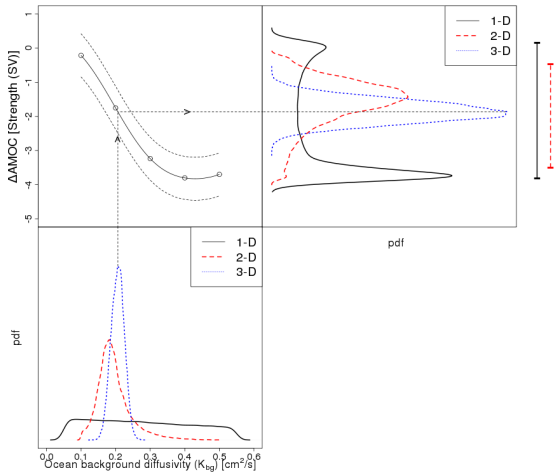 1
0
-1
-2
-3
-4
-5
ΔAMOC [Strength (SV)]
1-D
2-D
3-D
pdf
1-D
2-D
3-D
pdf
0.0 0.1 0.2 0.3 0.4 0.5 0.6
Ocean background diffusivity (Kbg) [cm²/s]